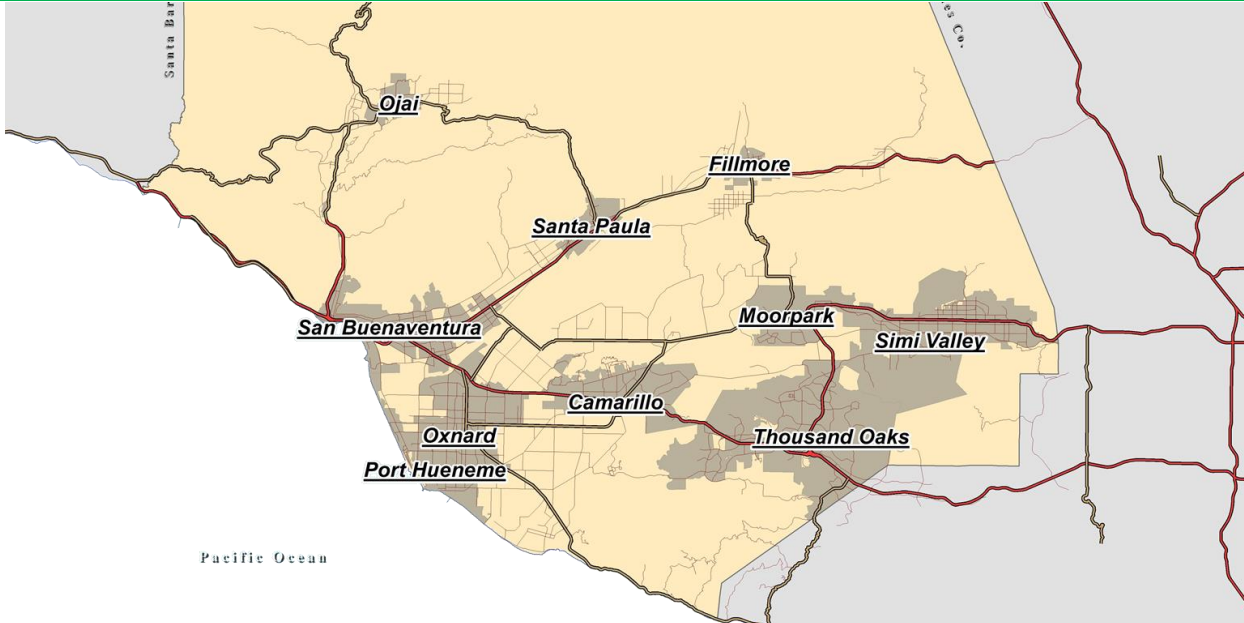 Santa Bar
es Co.
Ojai
Fillmore
Santa Paula
San Buenaventura
Moorpark
Simi Valley
Camarillo
Oxnard
Thousand Oaks
Port Hueneme
Pacific Ocean